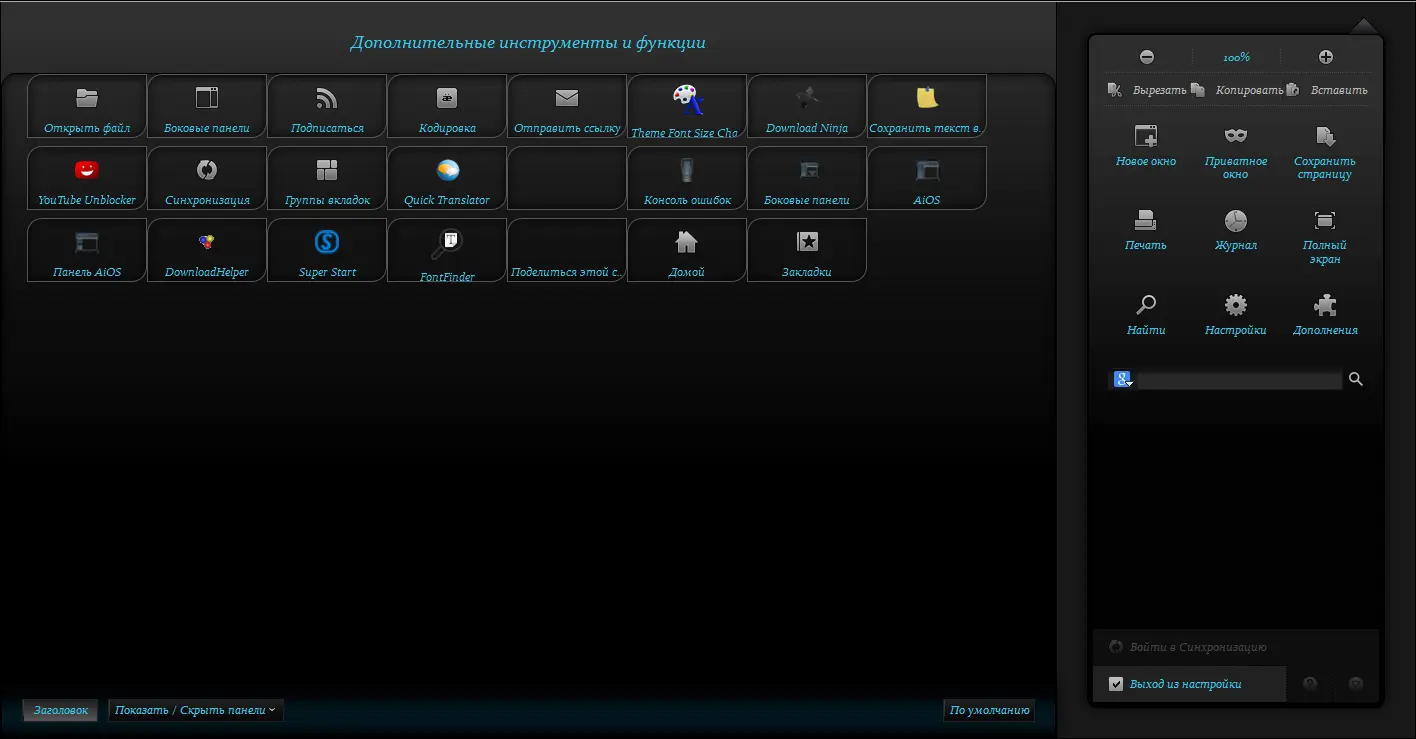 Дополнительные инструменты и функции
Открыть файл
Боковые панели
Подписаться
Кодировка
Отправить ссылку
Theme Font Size Cha
Download Ninja
Сохранить текст в..
YouTube Unblocker
Синхронизация
Группы вкладок
Quick Translator
Консоль ошибок
Боковые панели
AiOS
Панель AiOS
DownloadHelper
Super Start
FontFinder
Поделиться этой с..
Домой
Закладки
Заголовок
Показать / Скрыть панели
По умолчанию
100%
Вырезать
Копировать
Вставить
Новое окно
Приватное
окно
Сохранить
страницу
Печать
Журнал
Полный
экран
Найти
Настройки
Дополнения
Войти в Синхронизацию
Выход из настройки